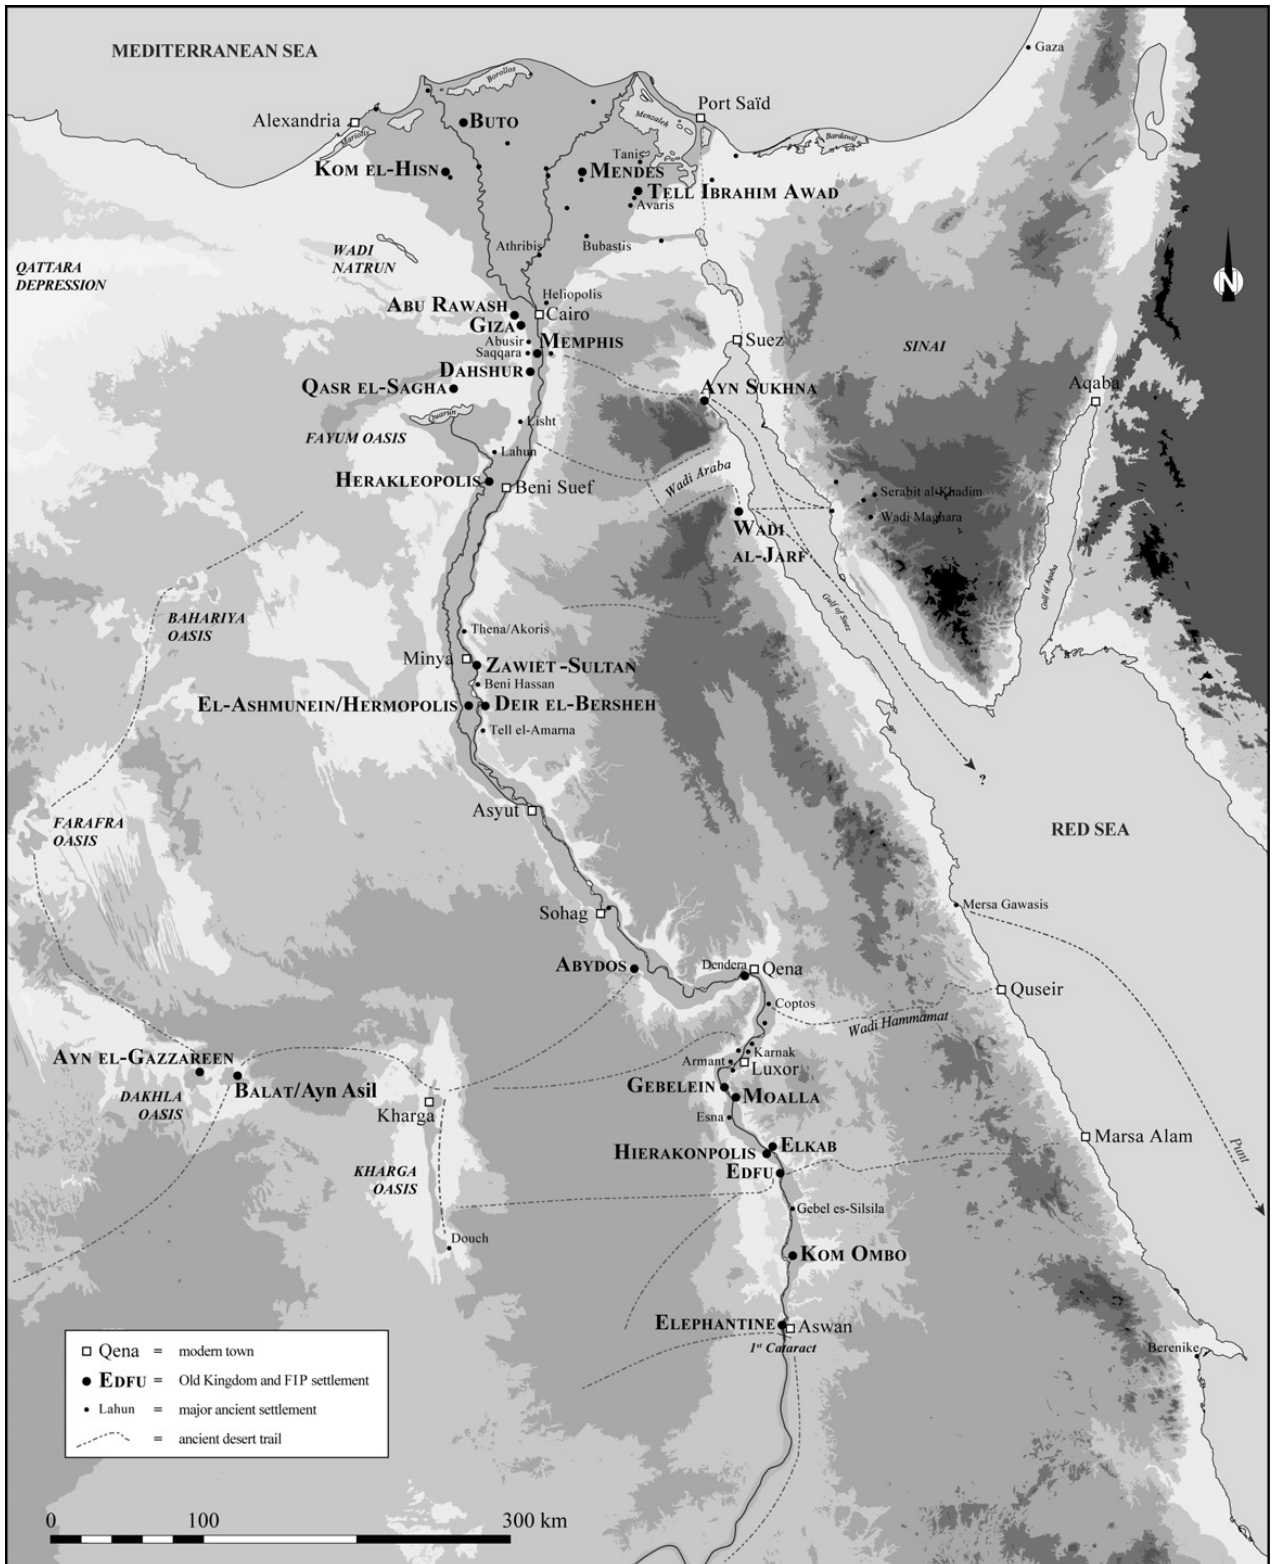 MEDITERRANEAN SEA
Gaza
Borollos
Alexandria
Mariotis
BUTO
Port Saïd
Menzaleh
Bardawil
KOM EL-HISN
Tanis
MENDES
TELL IBRAHIM AWAD
Avaris
Athribis
Bubastis
WADI
NATRUN
QATTARA
DEPRESSION
N
Heliopolis
ABU RAWASH
Cairo
GIZA
Abusir
MEMPHIS
Saqqara
Suez
SINAI
DAHSHUR
Aqaba
QASR EL-SAGHA
AYN SUKHNA
Quarun
Lisht
FAYUM OASIS
Lahun
Wadi Araba
HERAKLEOPOLIS
Beni Suef
Serabit al-Khadim
Wadi Maghara
WADI
AL-JARF
Gulf of Suez
Gulf of Aqaba
BAHARIYA
OASIS
Thena/Akoris
Minya
ZAWIET-SULTAN
Beni Hassan
EL-ASHMUNEIN/HERMOPOLIS
DEIR EL-BERSHEH
Tell el-Amarna
?
Asyut
FARAFRA
OASIS
RED SEA
Mersa Gawasis
Sohag
ABYDOS
Dendera
Qena
Quseir
Coptos
Wadi Hammamat
AYN EL-GAZZAREEN
Karnak
Armant
Luxor
BALAT/Ayn Asil
DAKHLA
OASIS
GEBELEIN
MOALLA
Kharga
Esna
Marsa Alam
Punt
ELKAB
HIERAKONPOLIS
EDFU
KHARGA
OASIS
Gebel es-Silsila
Douch
KOM OMBO
ELEPHANTINE
Aswan
1st Cataract
Berenike
Qena = modern town
EDFU = Old Kingdom and FIP settlement
Lahun = major ancient settlement
= ancient desert trail
0 100 300 km